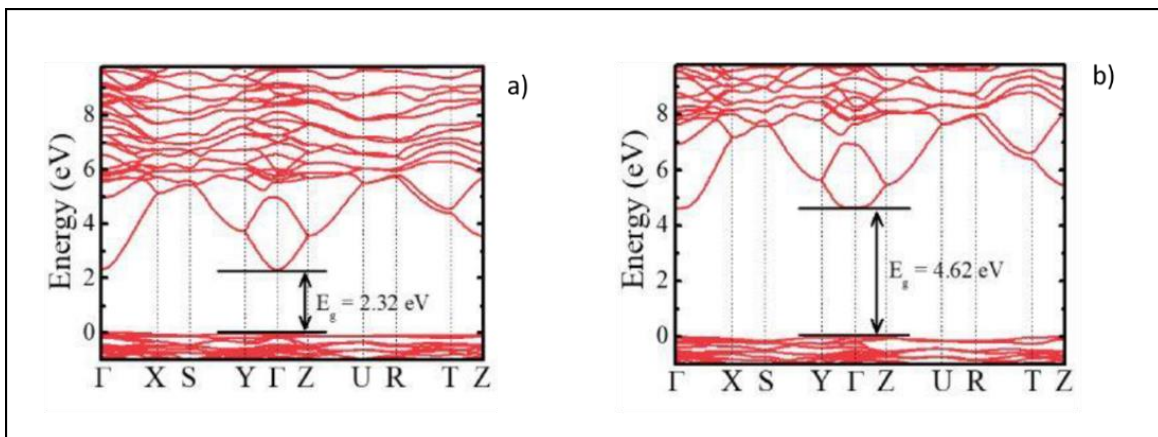 a)
Energy (eV)
8
6
4
2
0
E_g = 2.32 eV
Γ X S Y Γ Z U R T Z
b)
Energy (eV)
8
6
4
2
0
E_g = 4.62 eV
Γ X S Y Γ Z U R T Z